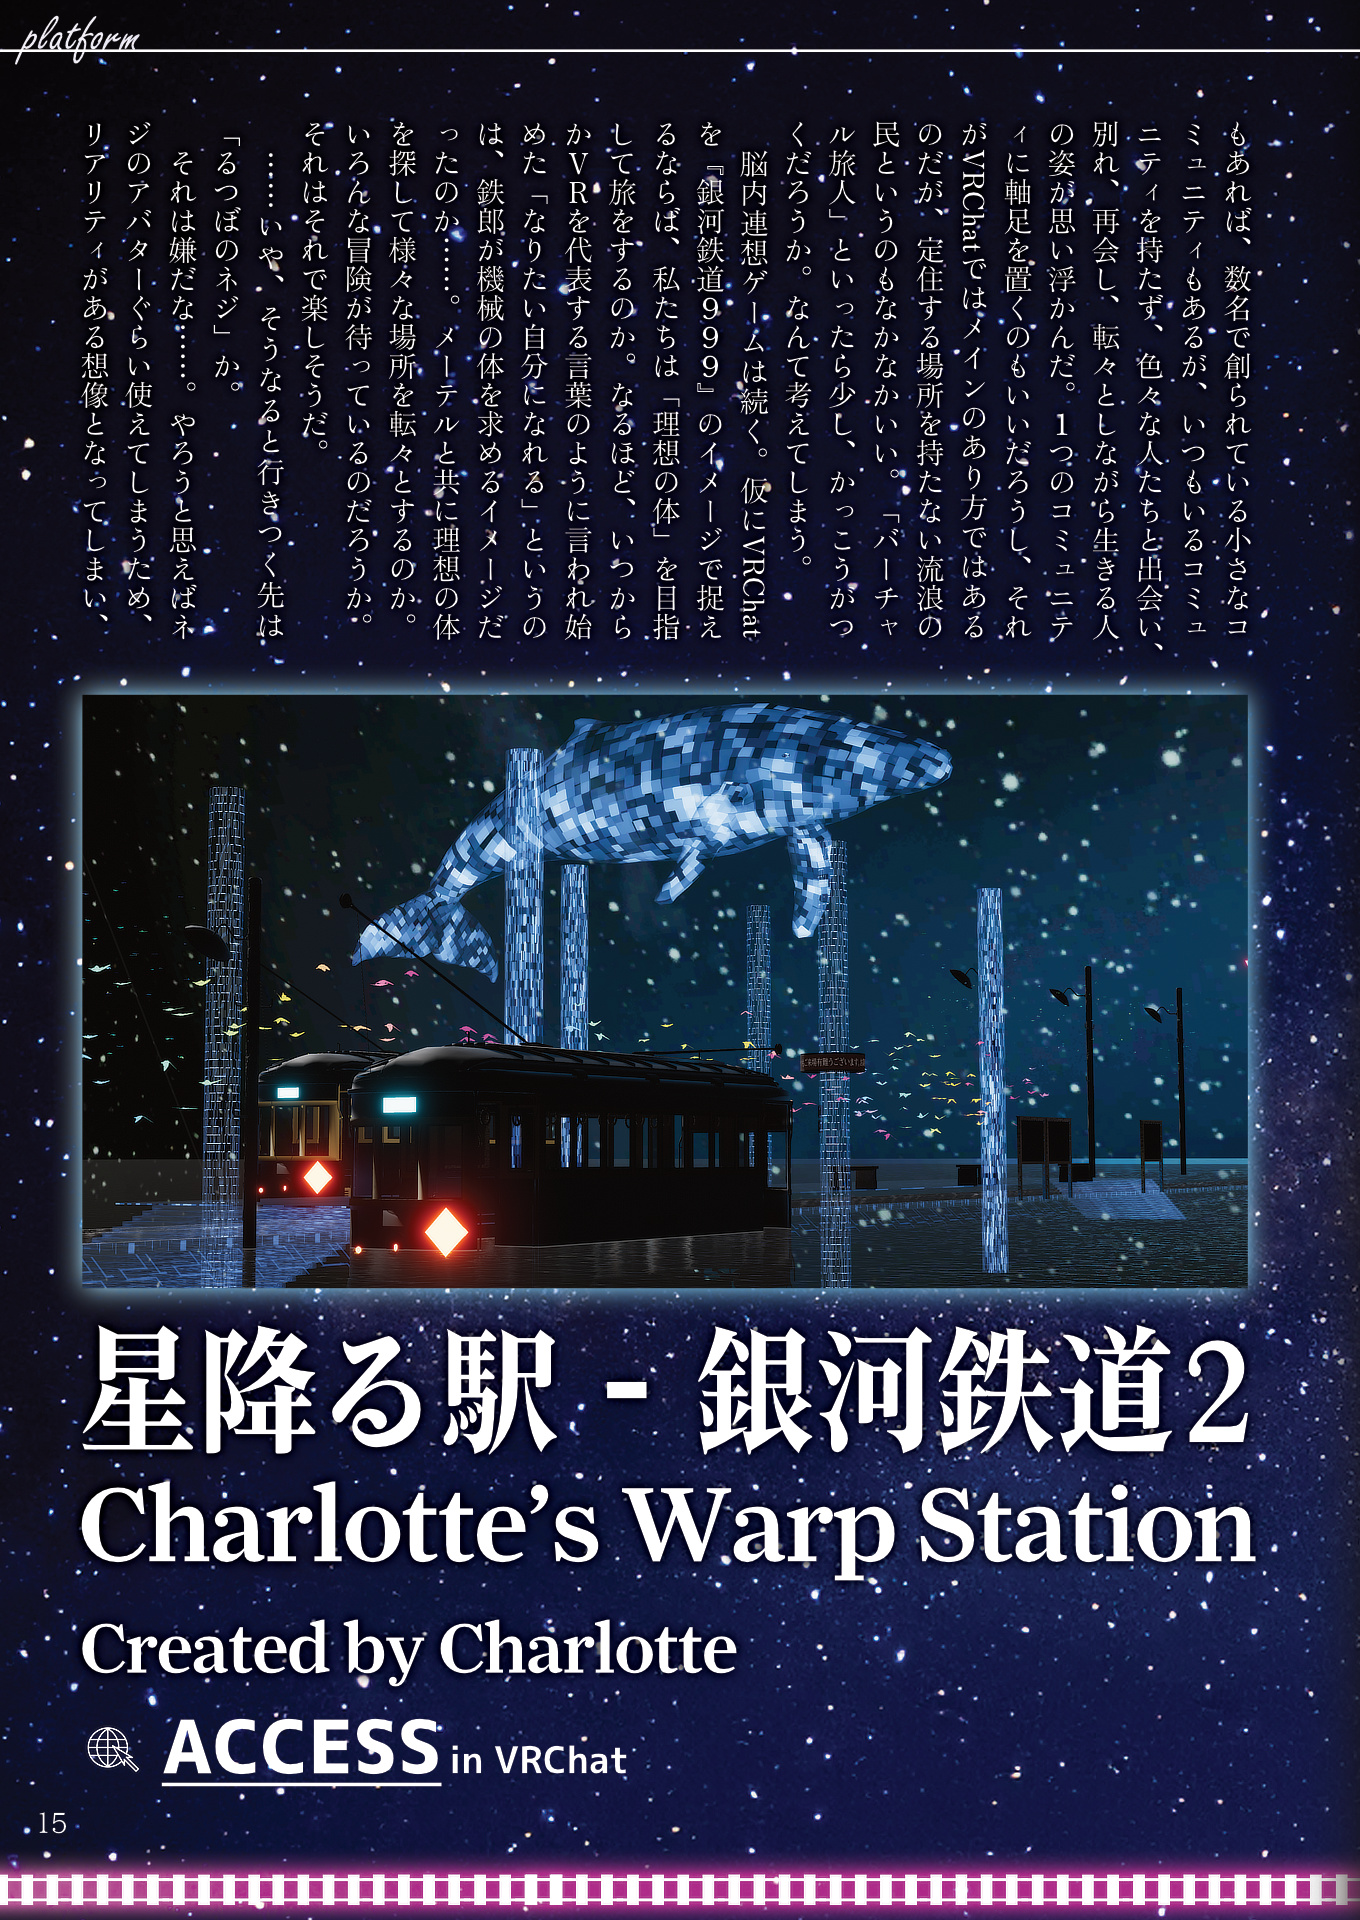 platform
もあれば、数名で創られている小さなコ
ミュニティもあるが、いつもいるコミュ
ニティを持たず、色々な人たちと出会い、
別れ、再会し、転々としながら生きる人
の姿が思い浮かんだ。１つのコミュニテ
ィに軸足を置くのもいいだろうし、それ
がVRChatではメインのあり方ではある
のだが、定住する場所を持たない流浪の
民というのもなかなかいい。「バーチャ
ル旅人」といったら少し、かっこうがつ
くだろうか。なんて考えてしまう。
脳内連想ゲームは続く。仮にVRChat
を『銀河鉄道９９９』のイメージで捉え
るならば、私たちは「理想の体」を目指
して旅をするのか。なるほど、いつから
かＶＲを代表する言葉のように言われ始
めた「なりたい自分になれる」というの
は、鉄郎が機械の体を求めるイメージだ
ったのか……。メーテルと共に理想の体
を探して様々な場所を転々とするのか。
いろんな冒険が待っているのだろうか。
それはそれで楽しそうだ。
……いや、そうなると行きつく先は
「るつぼのネジ」か。
それは嫌だな……。やろうと思えばネ
ジのアバターぐらい使えてしまうため、
リアリティがある想像となってしまい、
星降る駅 - 銀河鉄道2
Charlotte’s Warp Station
Created by Charlotte
ACCESS in VRChat
15